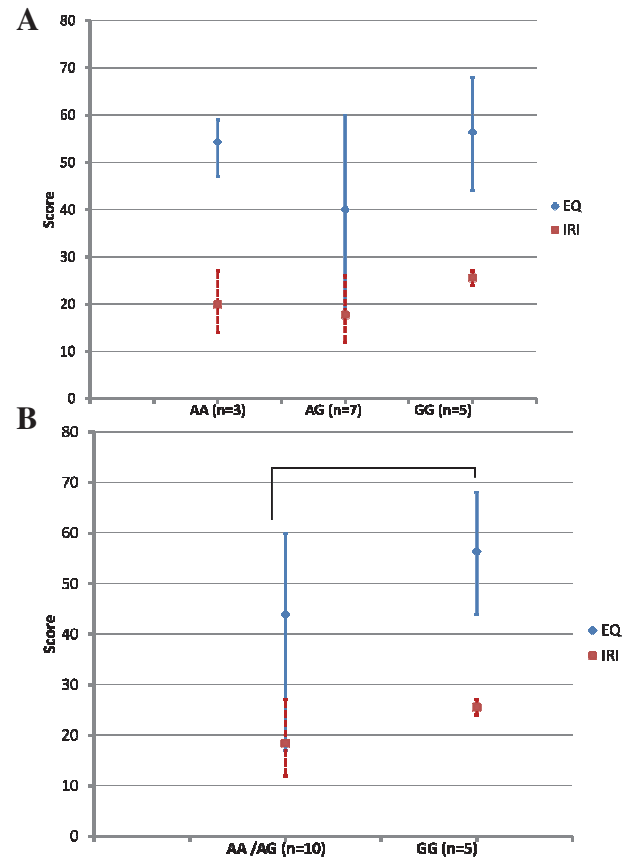 A
80
70
60
50
40
30
20
10
0
Score
AA (n=3) AG (n=7) GG (n=5)
EQ
IRI
B
80
70
60
50
40
30
20
10
0
Score
AA /AG (n=10) GG (n=5)
EQ
IRI